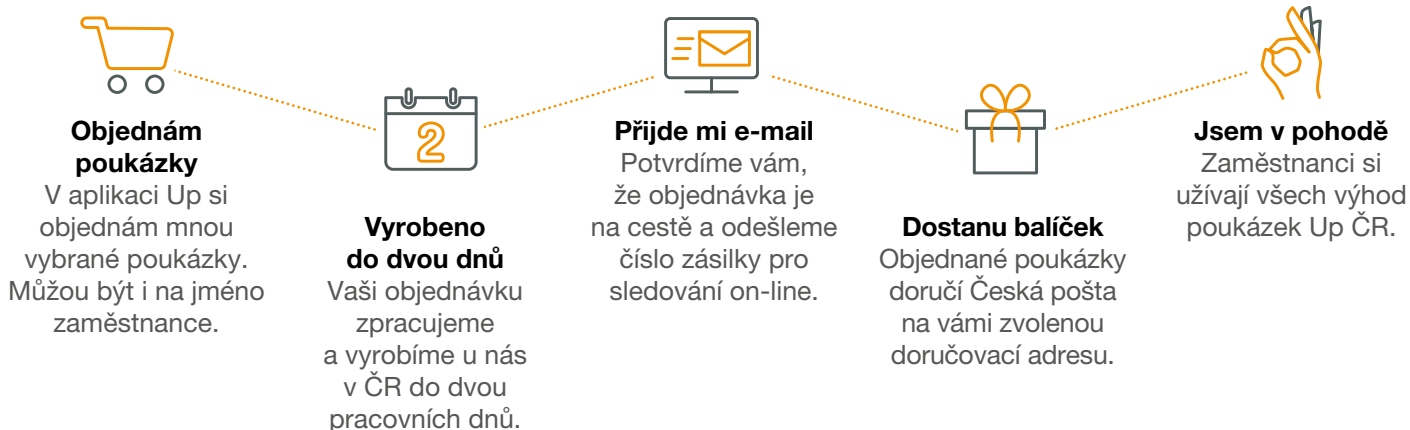 Objednám
poukázky
V aplikaci Up si
objednám mnou
vybrané poukázky.
Můžou být i na jméno
zaměstnance.
2
Vyrobeno
do dvou dnů
Vaši objednávku
zpracujeme
a vyrobíme u nás
v ČR do dvou
pracovních dnů.
Přijde mi e-mail
Potvrdíme vám,
že objednávka je
na cestě a odešleme
číslo zásilky pro
sledování on-line.
Dostanu balíček
Objednané poukázky
doručí Česká pošta
na vámi zvolenou
doručovací adresu.
Jsem v pohodě
Zaměstnanci si
užívají všech výhod
poukázek Up ČR.